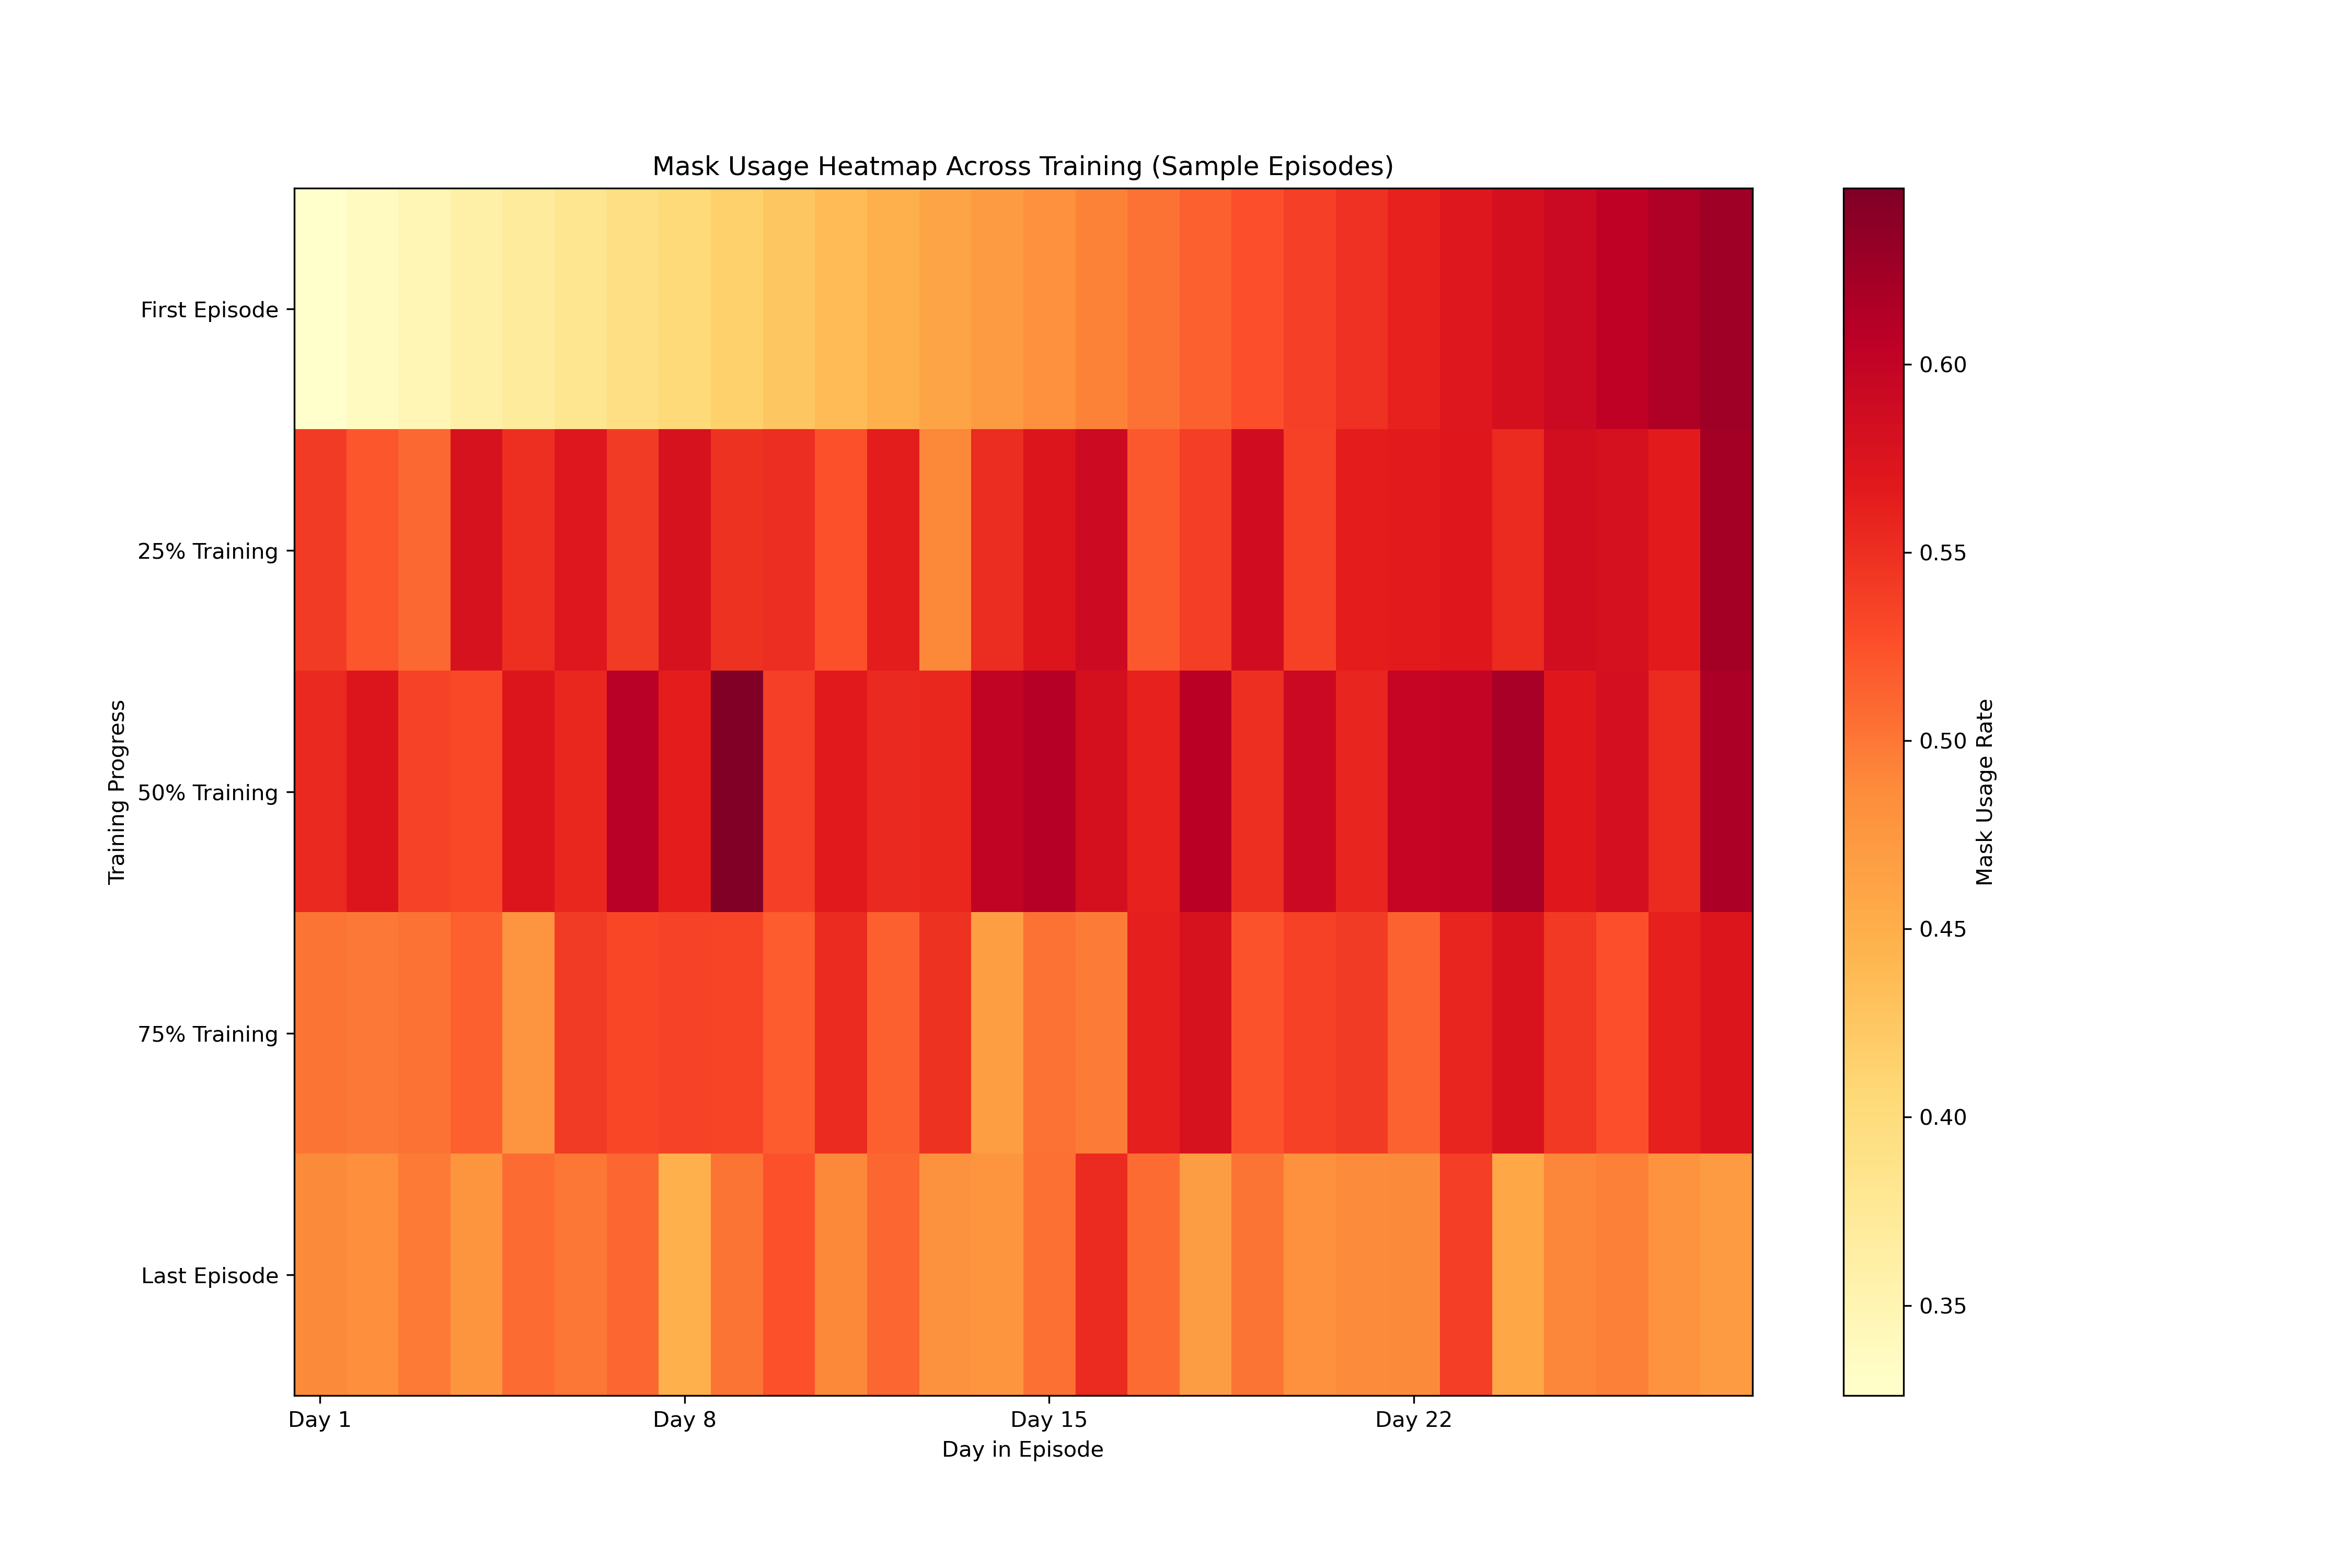 Mask Usage Heatmap Across Training (Sample Episodes)
Training Progress
First Episode
25% Training
50% Training
75% Training
Last Episode
Day 1
Day 8
Day 15
Day 22
Day in Episode
0.60
0.55
0.50
0.45
0.40
0.35
Mask Usage Rate